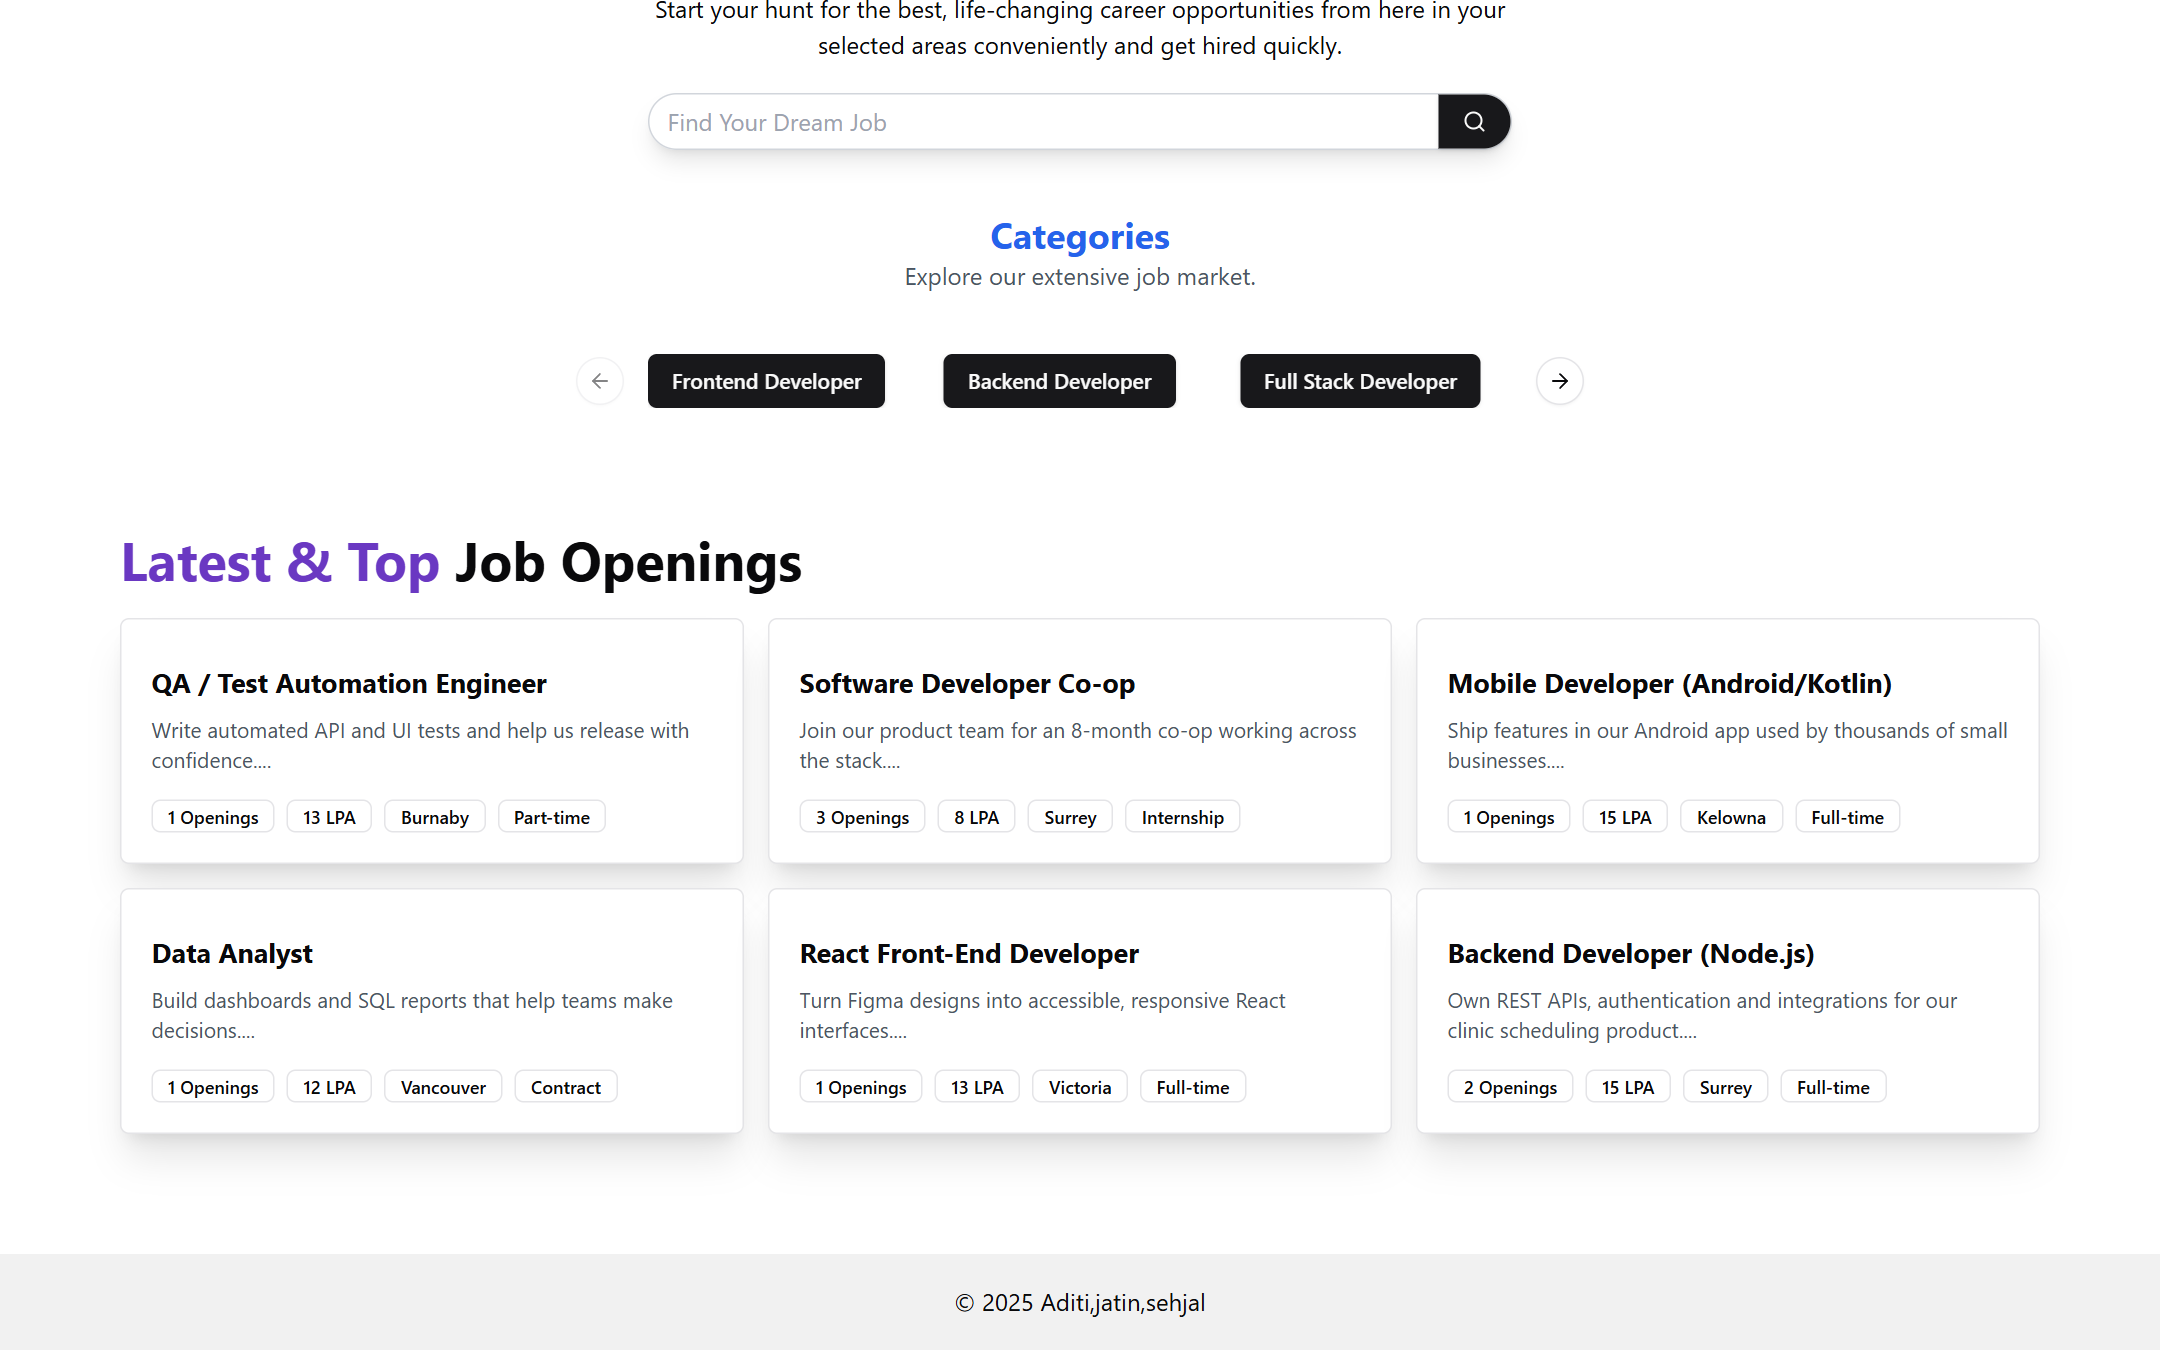 Start your hunt for the best, life-changing career opportunities from here in your
selected areas conveniently and get hired quickly.
Find Your Dream Job
Categories
Explore our extensive job market.
Frontend Developer
Backend Developer
Full Stack Developer
Latest & Top Job Openings
QA / Test Automation Engineer
Write automated API and UI tests and help us release with
confidence....
1 Openings
13 LPA
Burnaby
Part-time
Software Developer Co-op
Join our product team for an 8-month co-op working across
the stack....
3 Openings
8 LPA
Surrey
Internship
Mobile Developer (Android/Kotlin)
Ship features in our Android app used by thousands of small
businesses....
1 Openings
15 LPA
Kelowna
Full-time
Data Analyst
Build dashboards and SQL reports that help teams make
decisions....
1 Openings
12 LPA
Vancouver
Contract
React Front-End Developer
Turn Figma designs into accessible, responsive React
interfaces....
1 Openings
13 LPA
Victoria
Full-time
Backend Developer (Node.js)
Own REST APIs, authentication and integrations for our
clinic scheduling product....
2 Openings
15 LPA
Surrey
Full-time
© 2025 Aditi,jatin,sehjal